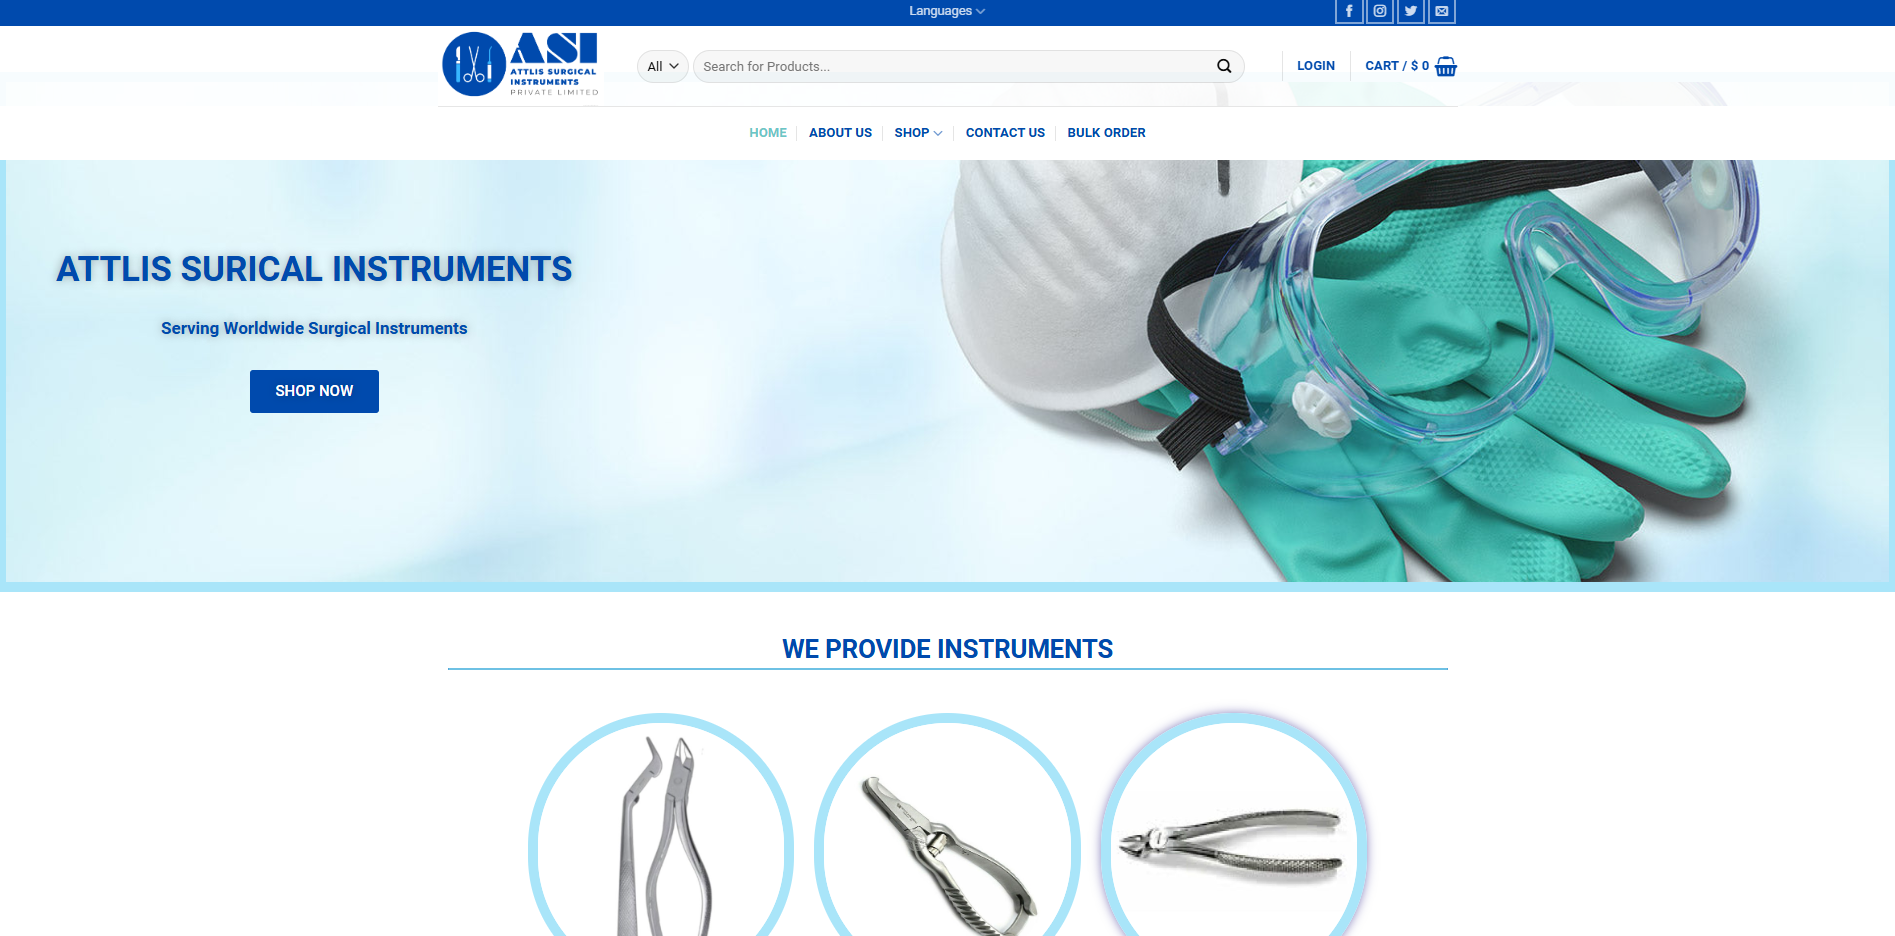 Languages
ASI
ATTLIS SURGICAL
INSTRUMENTS
PRIVATE LIMITED
All
Search for Products...
LOGIN
CART / $ 0
HOME
ABOUT US
SHOP
CONTACT US
BULK ORDER
ATTLIS SURICAL INSTRUMENTS
Serving Worldwide Surgical Instruments
SHOP NOW
WE PROVIDE INSTRUMENTS